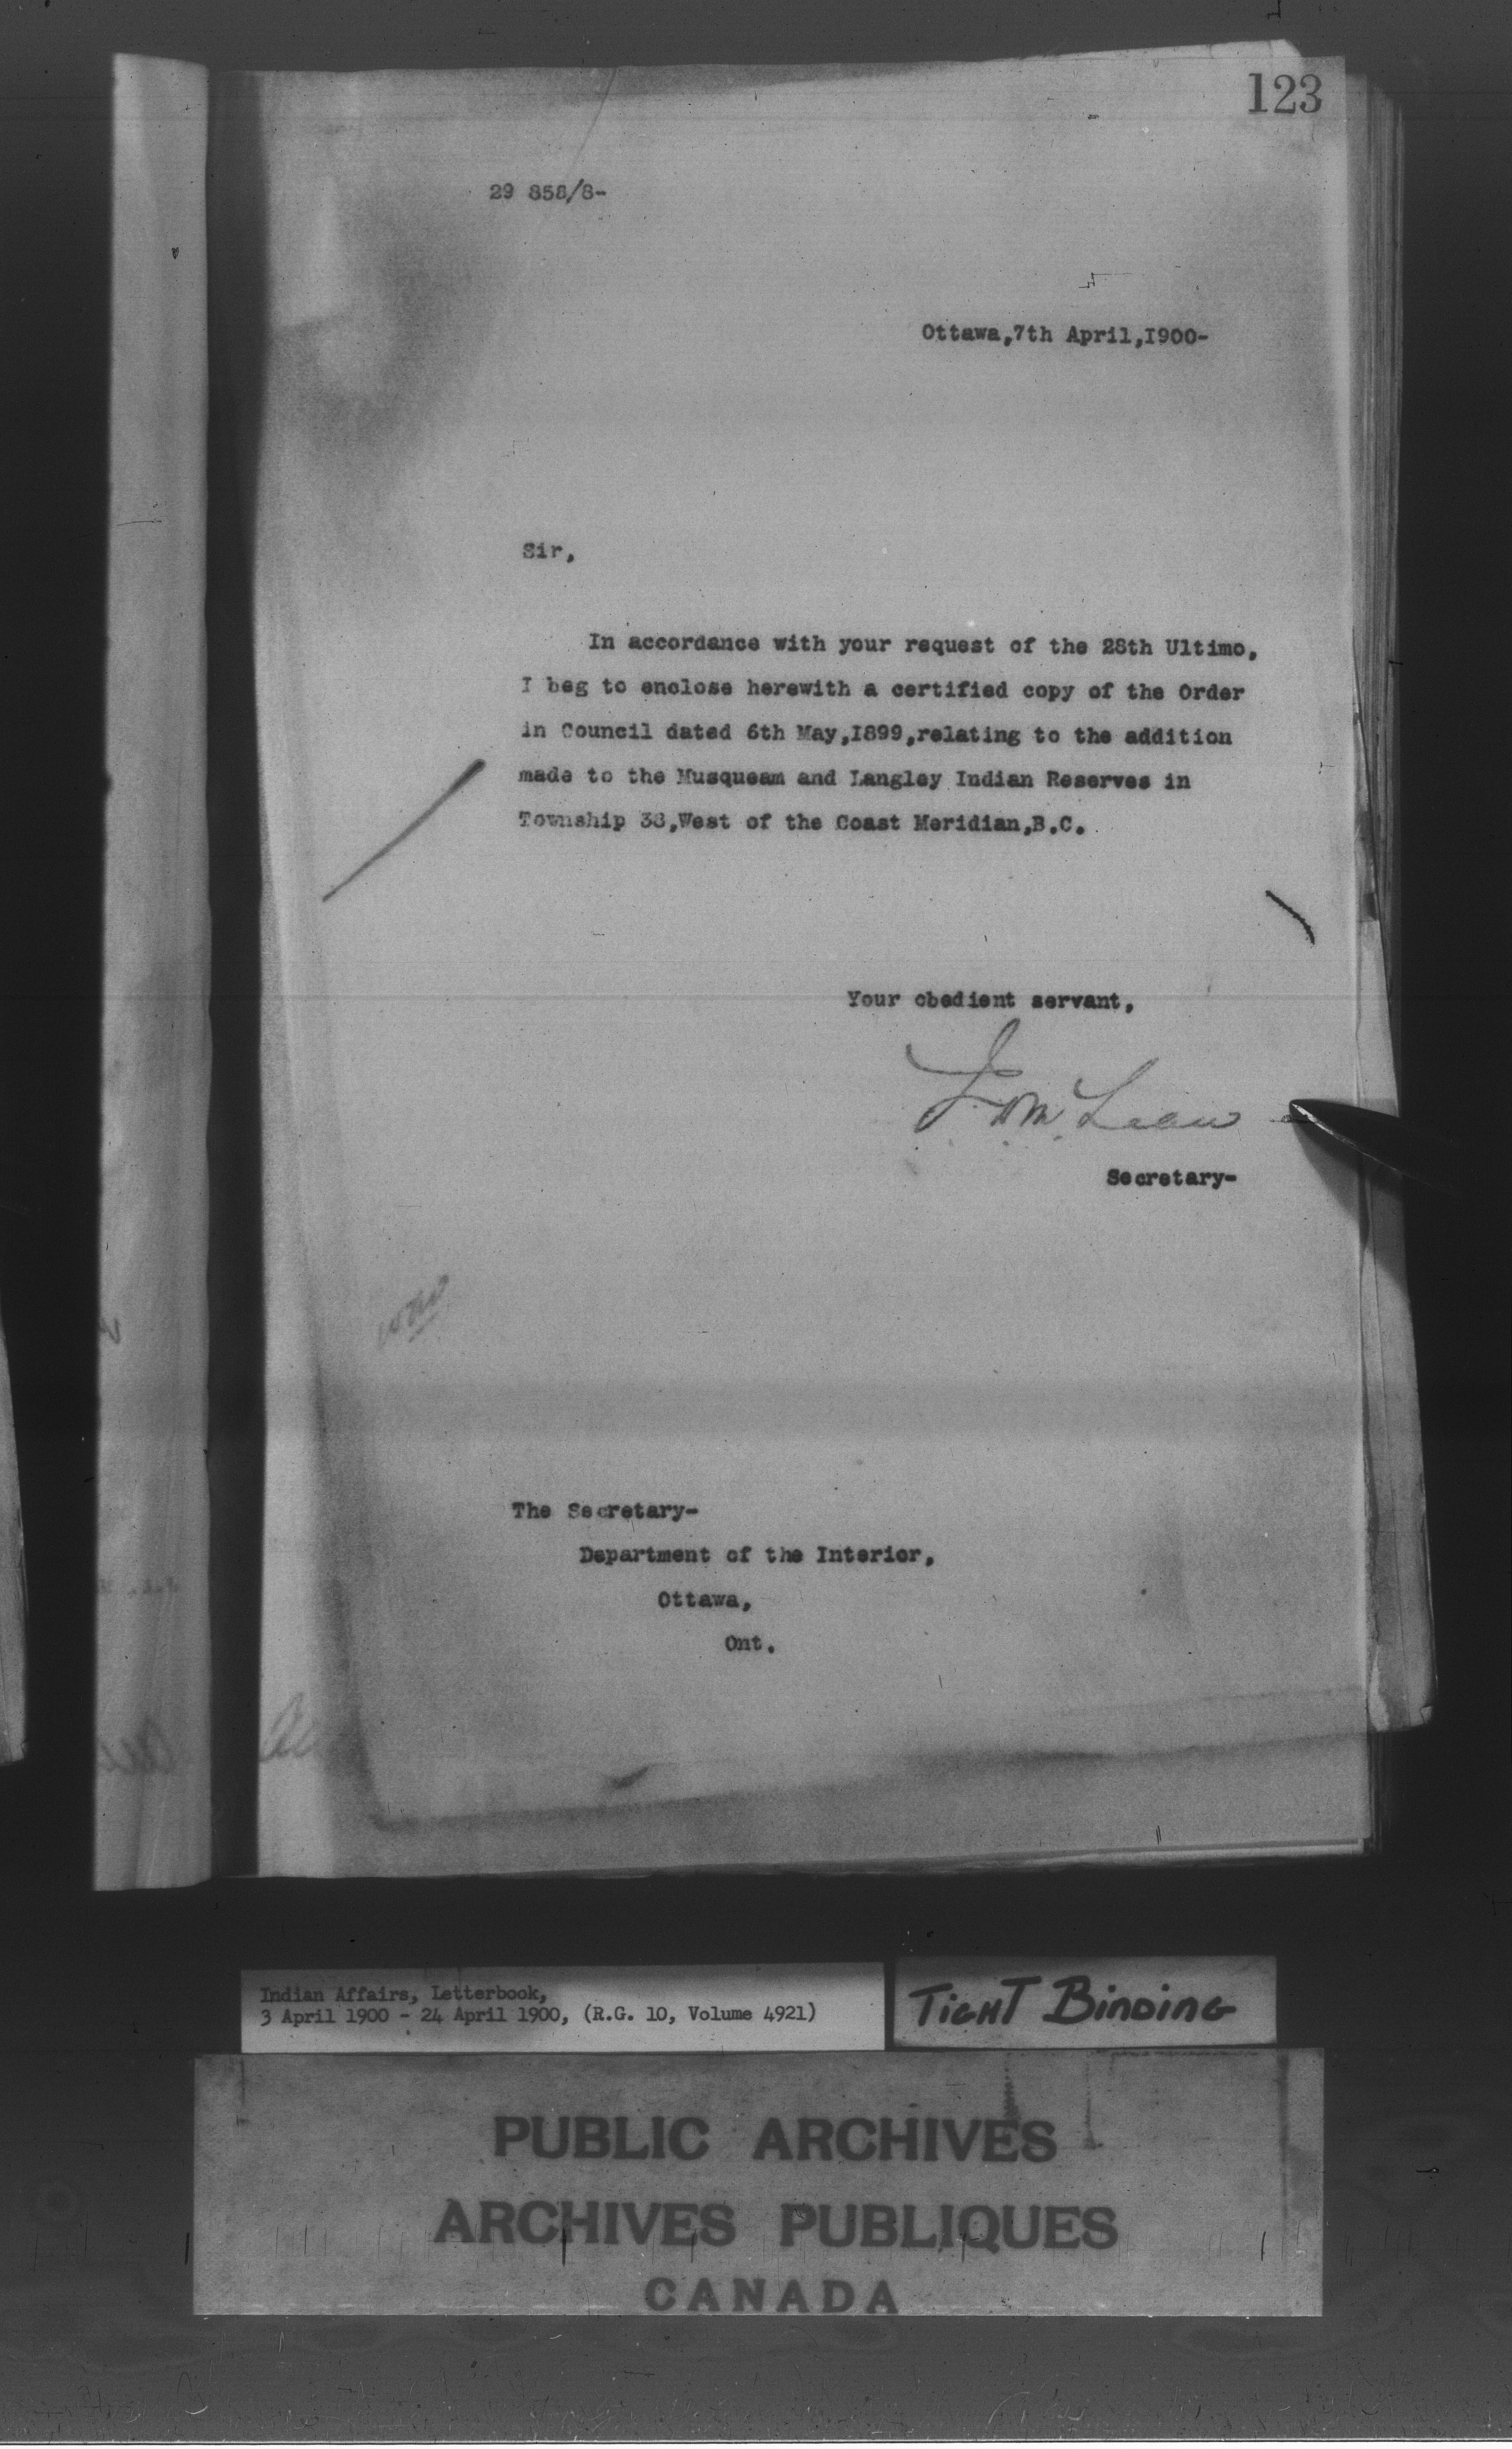 123
29 858/8-
Ottawa,7th April,I900-
Sir,
In accordance with your request of the 28th Ultimo,
I beg to enclose herewith a certified copy of the Order
in Council dated 6th May,I899,relating to the addition
made to the Musqueam and Langley Indian Reserves in
Township 38,West of the Coast Meridian,B.C.
Your obedient servant,
J. D. McLean
Secretary-
The Secretary-
Department of the Interior,
Ottawa,
Ont.
Indian Affairs, Letterbook,
3 April 1900 - 24 April 1900, (R.G. 10, Volume 4921)
TIGHT BINDING
PUBLIC ARCHIVES
ARCHIVES PUBLIQUES
CANADA